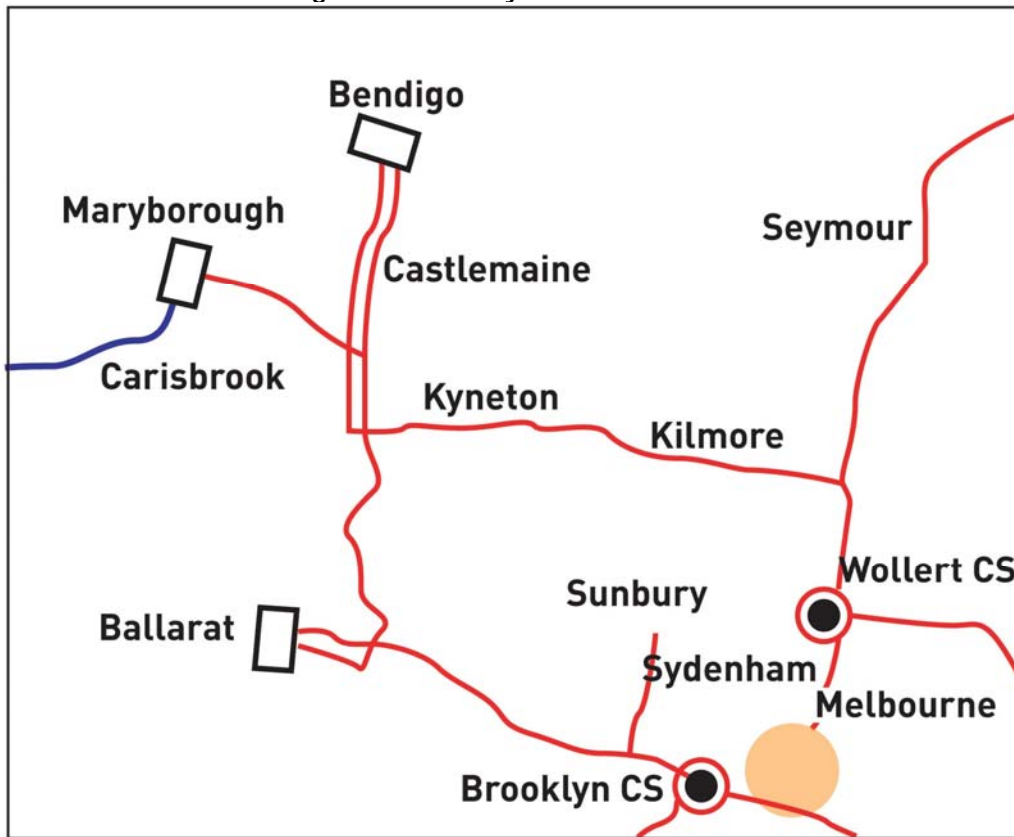 Bendigo
Maryborough
Seymour
Castlemaine
Carisbrook
Kyneton
Kilmore
Wollert CS
Sunbury
Ballarat
Sydenham
Melbourne
Brooklyn CS